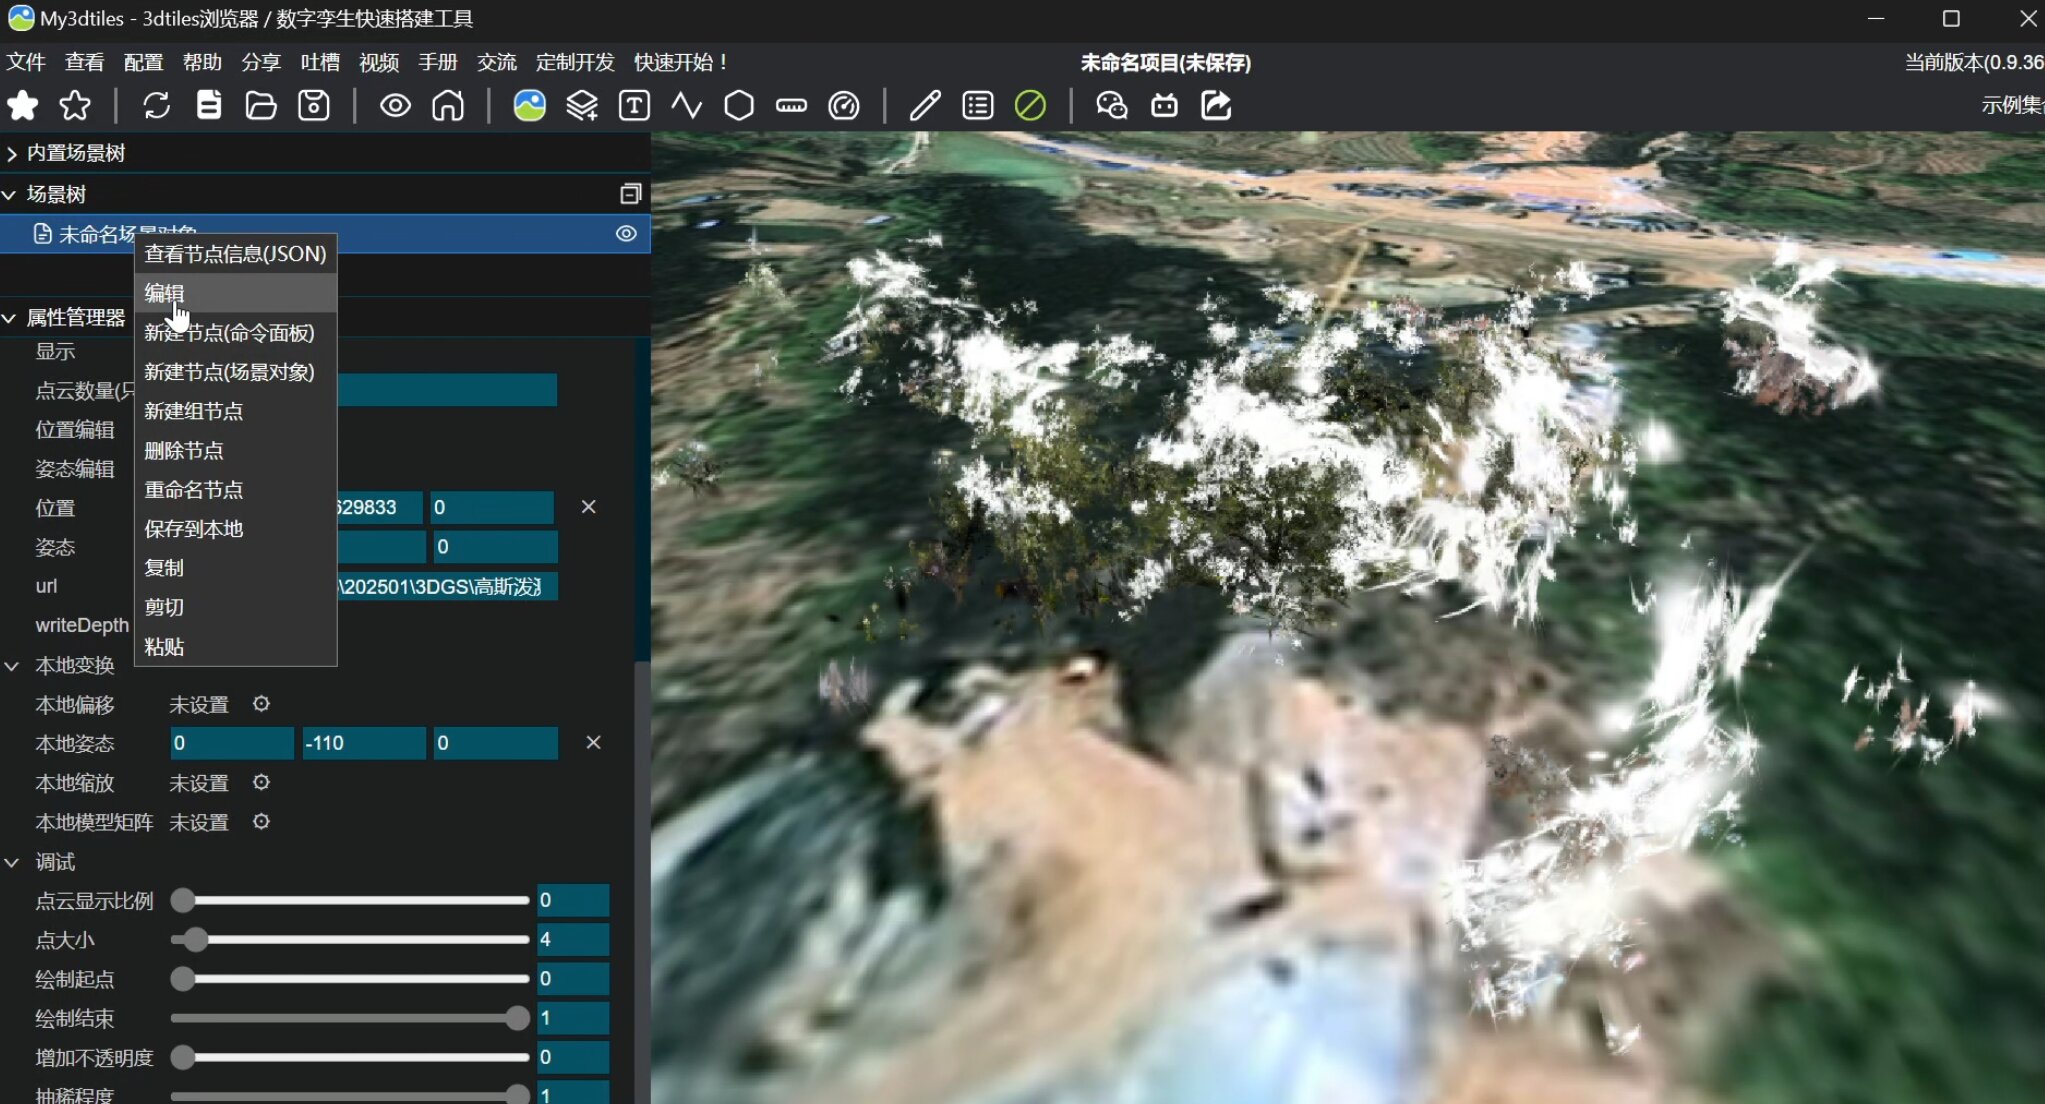 My3dtiles - 3dtiles浏览器 / 数字孪生快速搭建工具
文件 查看 配置 帮助 分享 吐槽 视频 手册 交流 定制开发 快速开始！ 未命名项目(未保存) 当前版本(0.9.36
示例集
内置场景树
场景树
未命名场景对象
查看节点信息(JSON)
编辑
属性管理器
新建节点(命令面板)
显示
新建节点(场景对象)
点云数量(只
新建组节点
位置编辑
删除节点
姿态编辑
重命名节点
位置 629833 0
保存到本地
姿态 0
复制
url \202501\3DGS\高斯泼
剪切
writeDepth
粘贴
本地变换
本地偏移 未设置
本地姿态 0 -110 0
本地缩放 未设置
本地模型矩阵 未设置
调试
点云显示比例 0
点大小 4
绘制起点 0
绘制结束 1
增加不透明度 0
抽稀程度 1